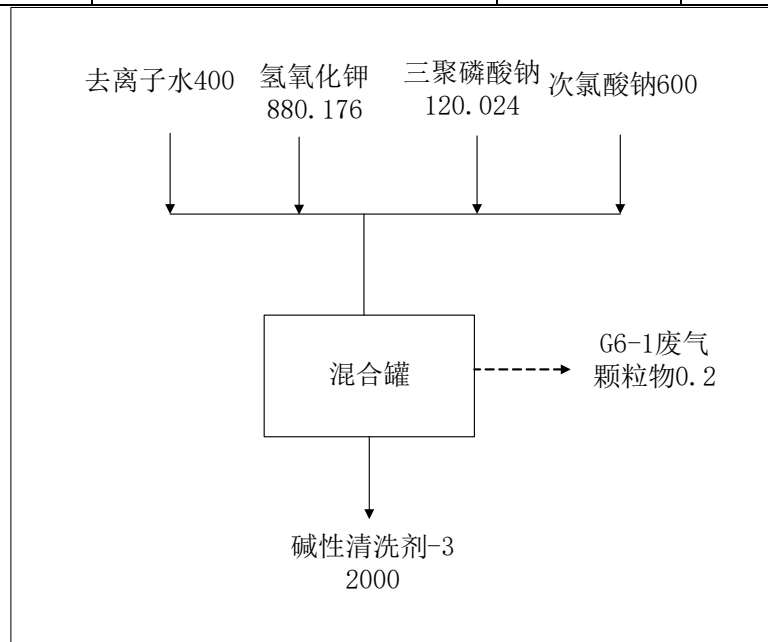 去离子水400
氢氧化钾
880.176
三聚磷酸钠
120.024
次氯酸钠600
混合罐
G6-1废气
颗粒物0.2
碱性清洗剂-3
2000